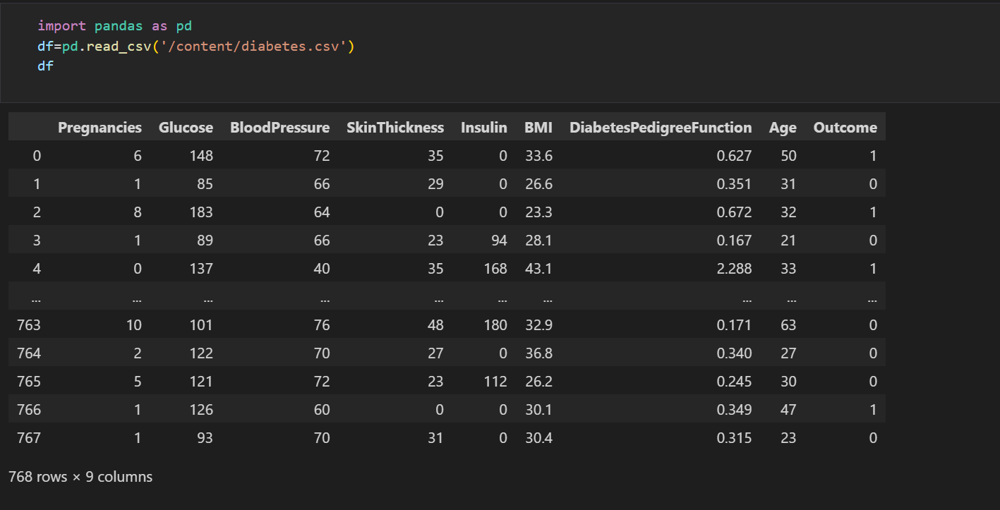 import pandas as pd
df=pd.read_csv('/content/diabetes.csv')
df
Pregnancies Glucose BloodPressure SkinThickness Insulin BMI DiabetesPedigreeFunction Age Outcome
0 6 148 72 35 0 33.6 0.627 50 1
1 1 85 66 29 0 26.6 0.351 31 0
2 8 183 64 0 0 23.3 0.672 32 1
3 1 89 66 23 94 28.1 0.167 21 0
4 0 137 40 35 168 43.1 2.288 33 1
... ... ... ... ... ... ... ... ... ...
763 10 101 76 48 180 32.9 0.171 63 0
764 2 122 70 27 0 36.8 0.340 27 0
765 5 121 72 23 112 26.2 0.245 30 0
766 1 126 60 0 0 30.1 0.349 47 1
767 1 93 70 31 0 30.4 0.315 23 0
768 rows × 9 columns